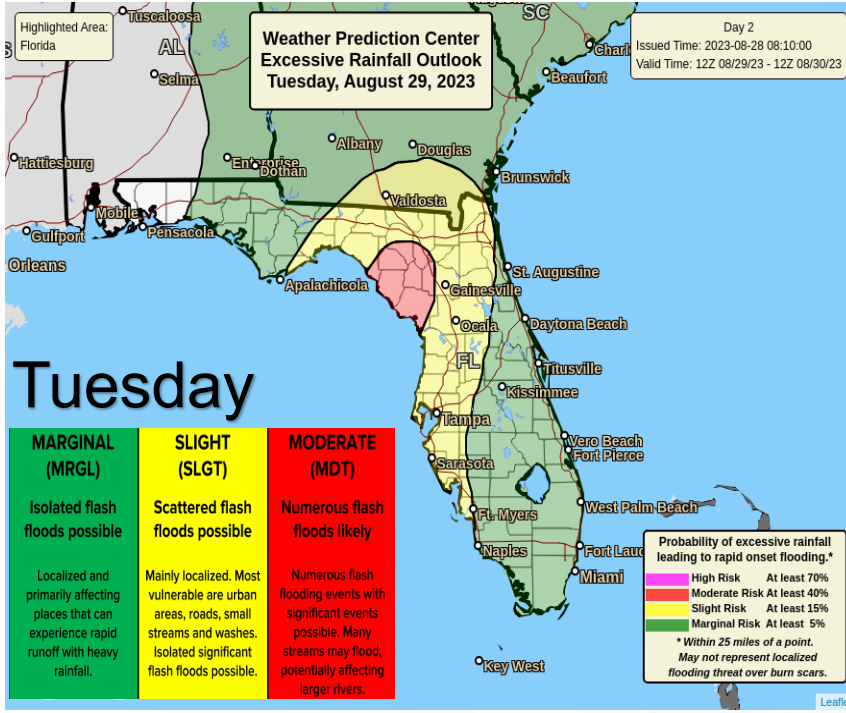 Highlighted Area:
Florida
Weather Prediction Center
Excessive Rainfall Outlook
Tuesday, August 29, 2023
Day 2
Issued Time: 2023-08-28 08:10:00
Valid Time: 12Z 08/29/23 - 12Z 08/30/23
Tuscaloosa
SC
AL
Charl
Selma
Beaufort
Albany
Douglas
Hattiesburg
Enterprise
Dothan
Brunswick
Valdosta
Mobile
Pensacola
Gulfport
Orleans
St. Augustine
Apalachicola
Gainesville
Ocala
Daytona Beach
FL
Titusville
Kissimmee
Tuesday
Tampa
Vero Beach
Fort Pierce
Sarasota
West Palm Beach
Ft. Myers
Naples
Fort Laud
Miami
Key West
MARGINAL
(MRGL)
Isolated flash
floods possible
Localized and
primarily affecting
places that can
experience rapid
runoff with heavy
rainfall.
SLIGHT
(SLGT)
Scattered flash
floods possible
Mainly localized. Most
vulnerable are urban
areas, roads, small
streams and washes.
Isolated significant
flash floods possible.
MODERATE
(MDT)
Numerous flash
floods likely
Numerous flash
flooding events with
significant events
possible. Many
streams may flood,
potentially affecting
larger rivers.
Probability of excessive rainfall
leading to rapid onset flooding.*
High Risk At least 70%
Moderate Risk At least 40%
Slight Risk At least 15%
Marginal Risk At least 5%
* Within 25 miles of a point.
May not represent localized
flooding threat over burn scars.
Leafle